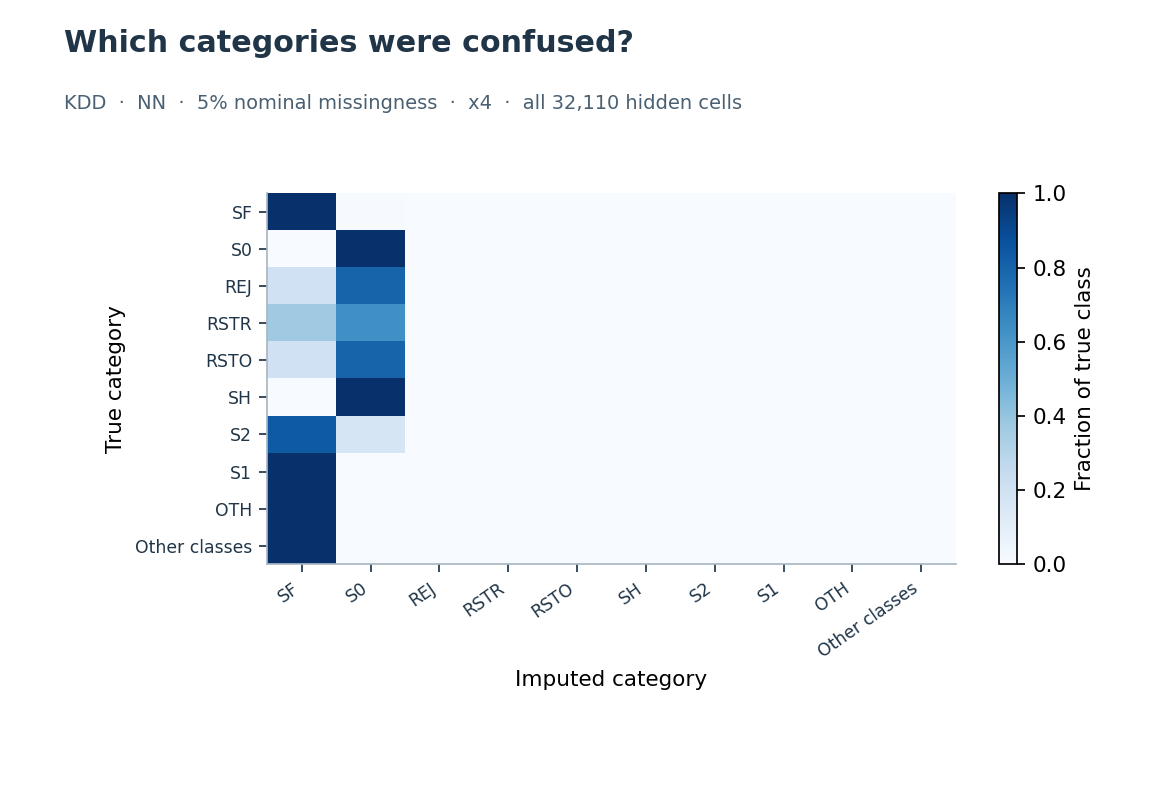 Which categories were confused?
KDD · NN · 5% nominal missingness · x4 · all 32,110 hidden cells
True category
SF
S0
REJ
RSTR
RSTO
SH
S2
S1
OTH
Other classes
SF
S0
REJ
RSTR
RSTO
SH
S2
S1
OTH
Other classes
Imputed category
1.0
0.8
0.6
0.4
0.2
0.0
Fraction of true class